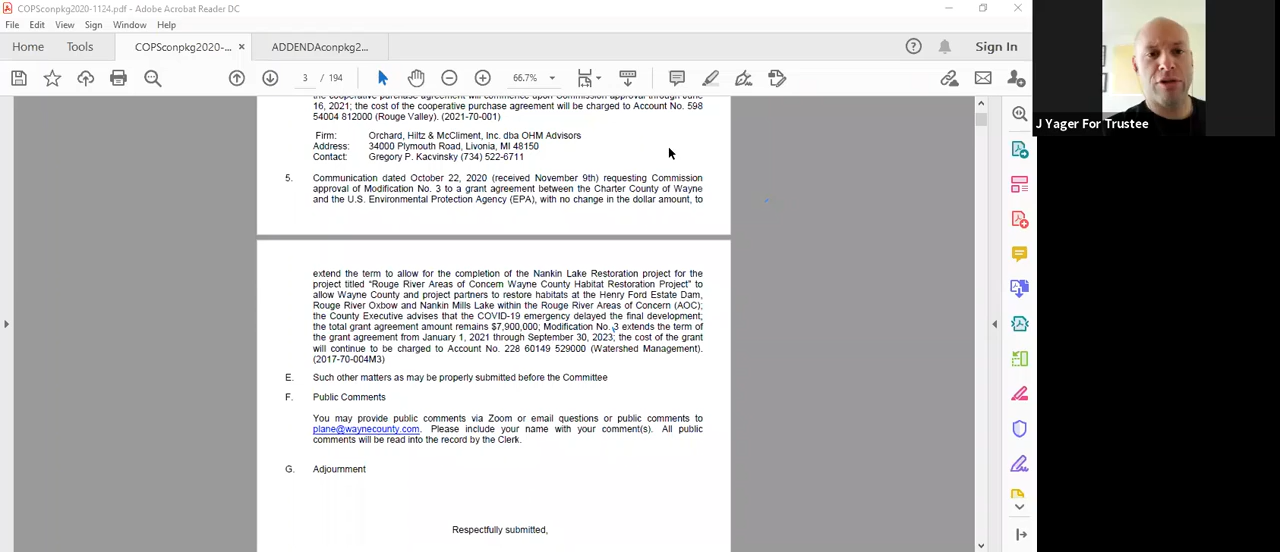 COPSconpkg2020-1124.pdf - Adobe Acrobat Reader DC
File Edit View Sign Window Help
Home Tools COPSconpkg2020-... × ADDENDAconpkg2... Sign In
3 / 194 66.7%
the cooperative purchase agreement will commence upon Commission approval through June
16, 2021; the cost of the cooperative purchase agreement will be charged to Account No. 598
54004 812000 (Rouge Valley). (2021-70-001)
Firm: Orchard, Hiltz & McCliment, Inc. dba OHM Advisors
Address: 34000 Plymouth Road, Livonia, MI 48150
Contact: Gregory P. Kacvinsky (734) 522-6711
5. Communication dated October 22, 2020 (received November 9th) requesting Commission
approval of Modification No. 3 to a grant agreement between the Charter County of Wayne
and the U.S. Environmental Protection Agency (EPA), with no change in the dollar amount, to
extend the term to allow for the completion of the Nankin Lake Restoration project for the
project titled “Rouge River Areas of Concern Wayne County Habitat Restoration Project” to
allow Wayne County and project partners to restore habitats at the Henry Ford Estate Dam,
Rouge River Oxbow and Nankin Mills Lake within the Rouge River Areas of Concern (AOC);
the County Executive advises that the COVID-19 emergency delayed the final development;
the total grant agreement amount remains $7,900,000; Modification No. 3 extends the term of
the grant agreement from January 1, 2021 through September 30, 2023; the cost of the grant
will continue to be charged to Account No. 228 60149 529000 (Watershed Management).
(2017-70-004M3)
E. Such other matters as may be properly submitted before the Committee
F. Public Comments
You may provide public comments via Zoom or email questions or public comments to
plane@waynecounty.com. Please include your name with your comment(s). All public
comments will be read into the record by the Clerk.
G. Adjournment
Respectfully submitted,
J Yager For Trustee